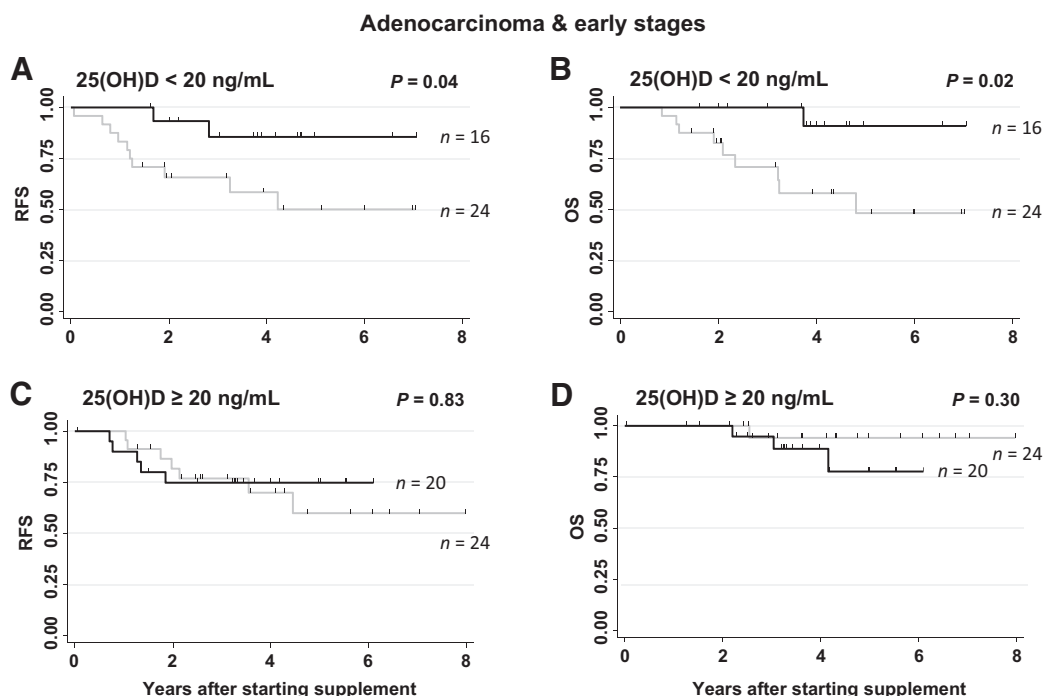 Adenocarcinoma & early stages
A
25(OH)D < 20 ng/mL
P = 0.04
RFS
1.00
0.75
0.50
0.25
0.00
n = 16
n = 24
0 2 4 6 8
B
25(OH)D < 20 ng/mL
P = 0.02
OS
1.00
0.75
0.50
0.25
0.00
n = 16
n = 24
0 2 4 6 8
C
25(OH)D ≥ 20 ng/mL
P = 0.83
RFS
1.00
0.75
0.50
0.25
0.00
n = 20
n = 24
0 2 4 6 8
Years after starting supplement
D
25(OH)D ≥ 20 ng/mL
P = 0.30
OS
1.00
0.75
0.50
0.25
0.00
n = 24
n = 20
0 2 4 6 8
Years after starting supplement